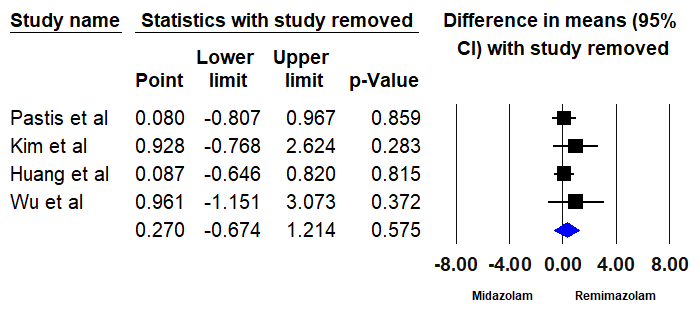 Study name Statistics with study removed Difference in means (95%
CI) with study removed
Lower Upper
Point limit limit p-Value
Pastis et al 0.080 -0.807 0.967 0.859
Kim et al 0.928 -0.768 2.624 0.283
Huang et al 0.087 -0.646 0.820 0.815
Wu et al 0.961 -1.151 3.073 0.372
0.270 -0.674 1.214 0.575
-8.00 -4.00 0.00 4.00 8.00
Midazolam Remimazolam